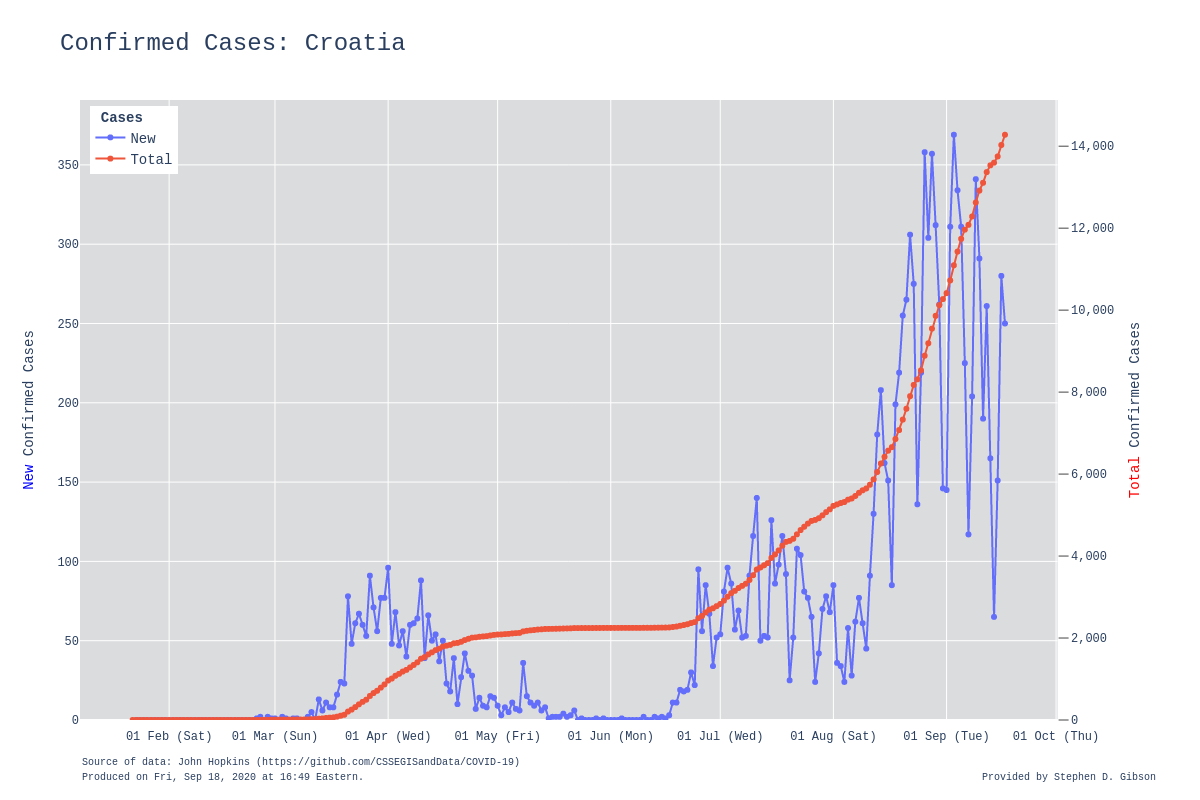 Confirmed Cases: Croatia
Cases
New
Total
350
300
250
200
150
100
50
0
New Confirmed Cases
14,000
12,000
10,000
8,000
6,000
4,000
2,000
0
Total Confirmed Cases
01 Feb (Sat) 01 Mar (Sun) 01 Apr (Wed) 01 May (Fri) 01 Jun (Mon) 01 Jul (Wed) 01 Aug (Sat) 01 Sep (Tue) 01 Oct (Thu)
Source of data: John Hopkins (https://github.com/CSSEGISandData/COVID-19)
Produced on Fri, Sep 18, 2020 at 16:49 Eastern.
Provided by Stephen D. Gibson